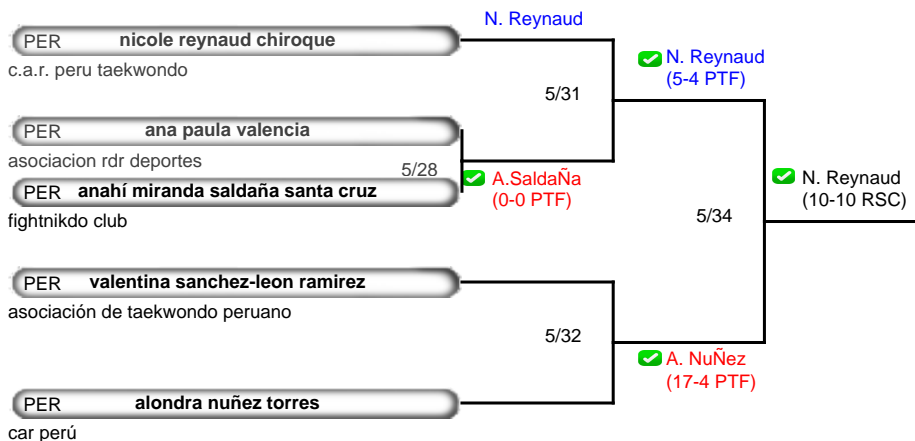 N. Reynaud
PER nicole reynaud chiroque
c.a.r. peru taekwondo
N. Reynaud
(5-4 PTF)
5/31
PER ana paula valencia
asociacion rdr deportes
5/28
A.SaldaÑa
(0-0 PTF)
PER anahí miranda saldaña santa cruz
fightnikdo club
N. Reynaud
(10-10 RSC)
5/34
PER valentina sanchez-leon ramirez
asociación de taekwondo peruano
5/32
A. NuÑez
(17-4 PTF)
PER alondra nuñez torres
car perú